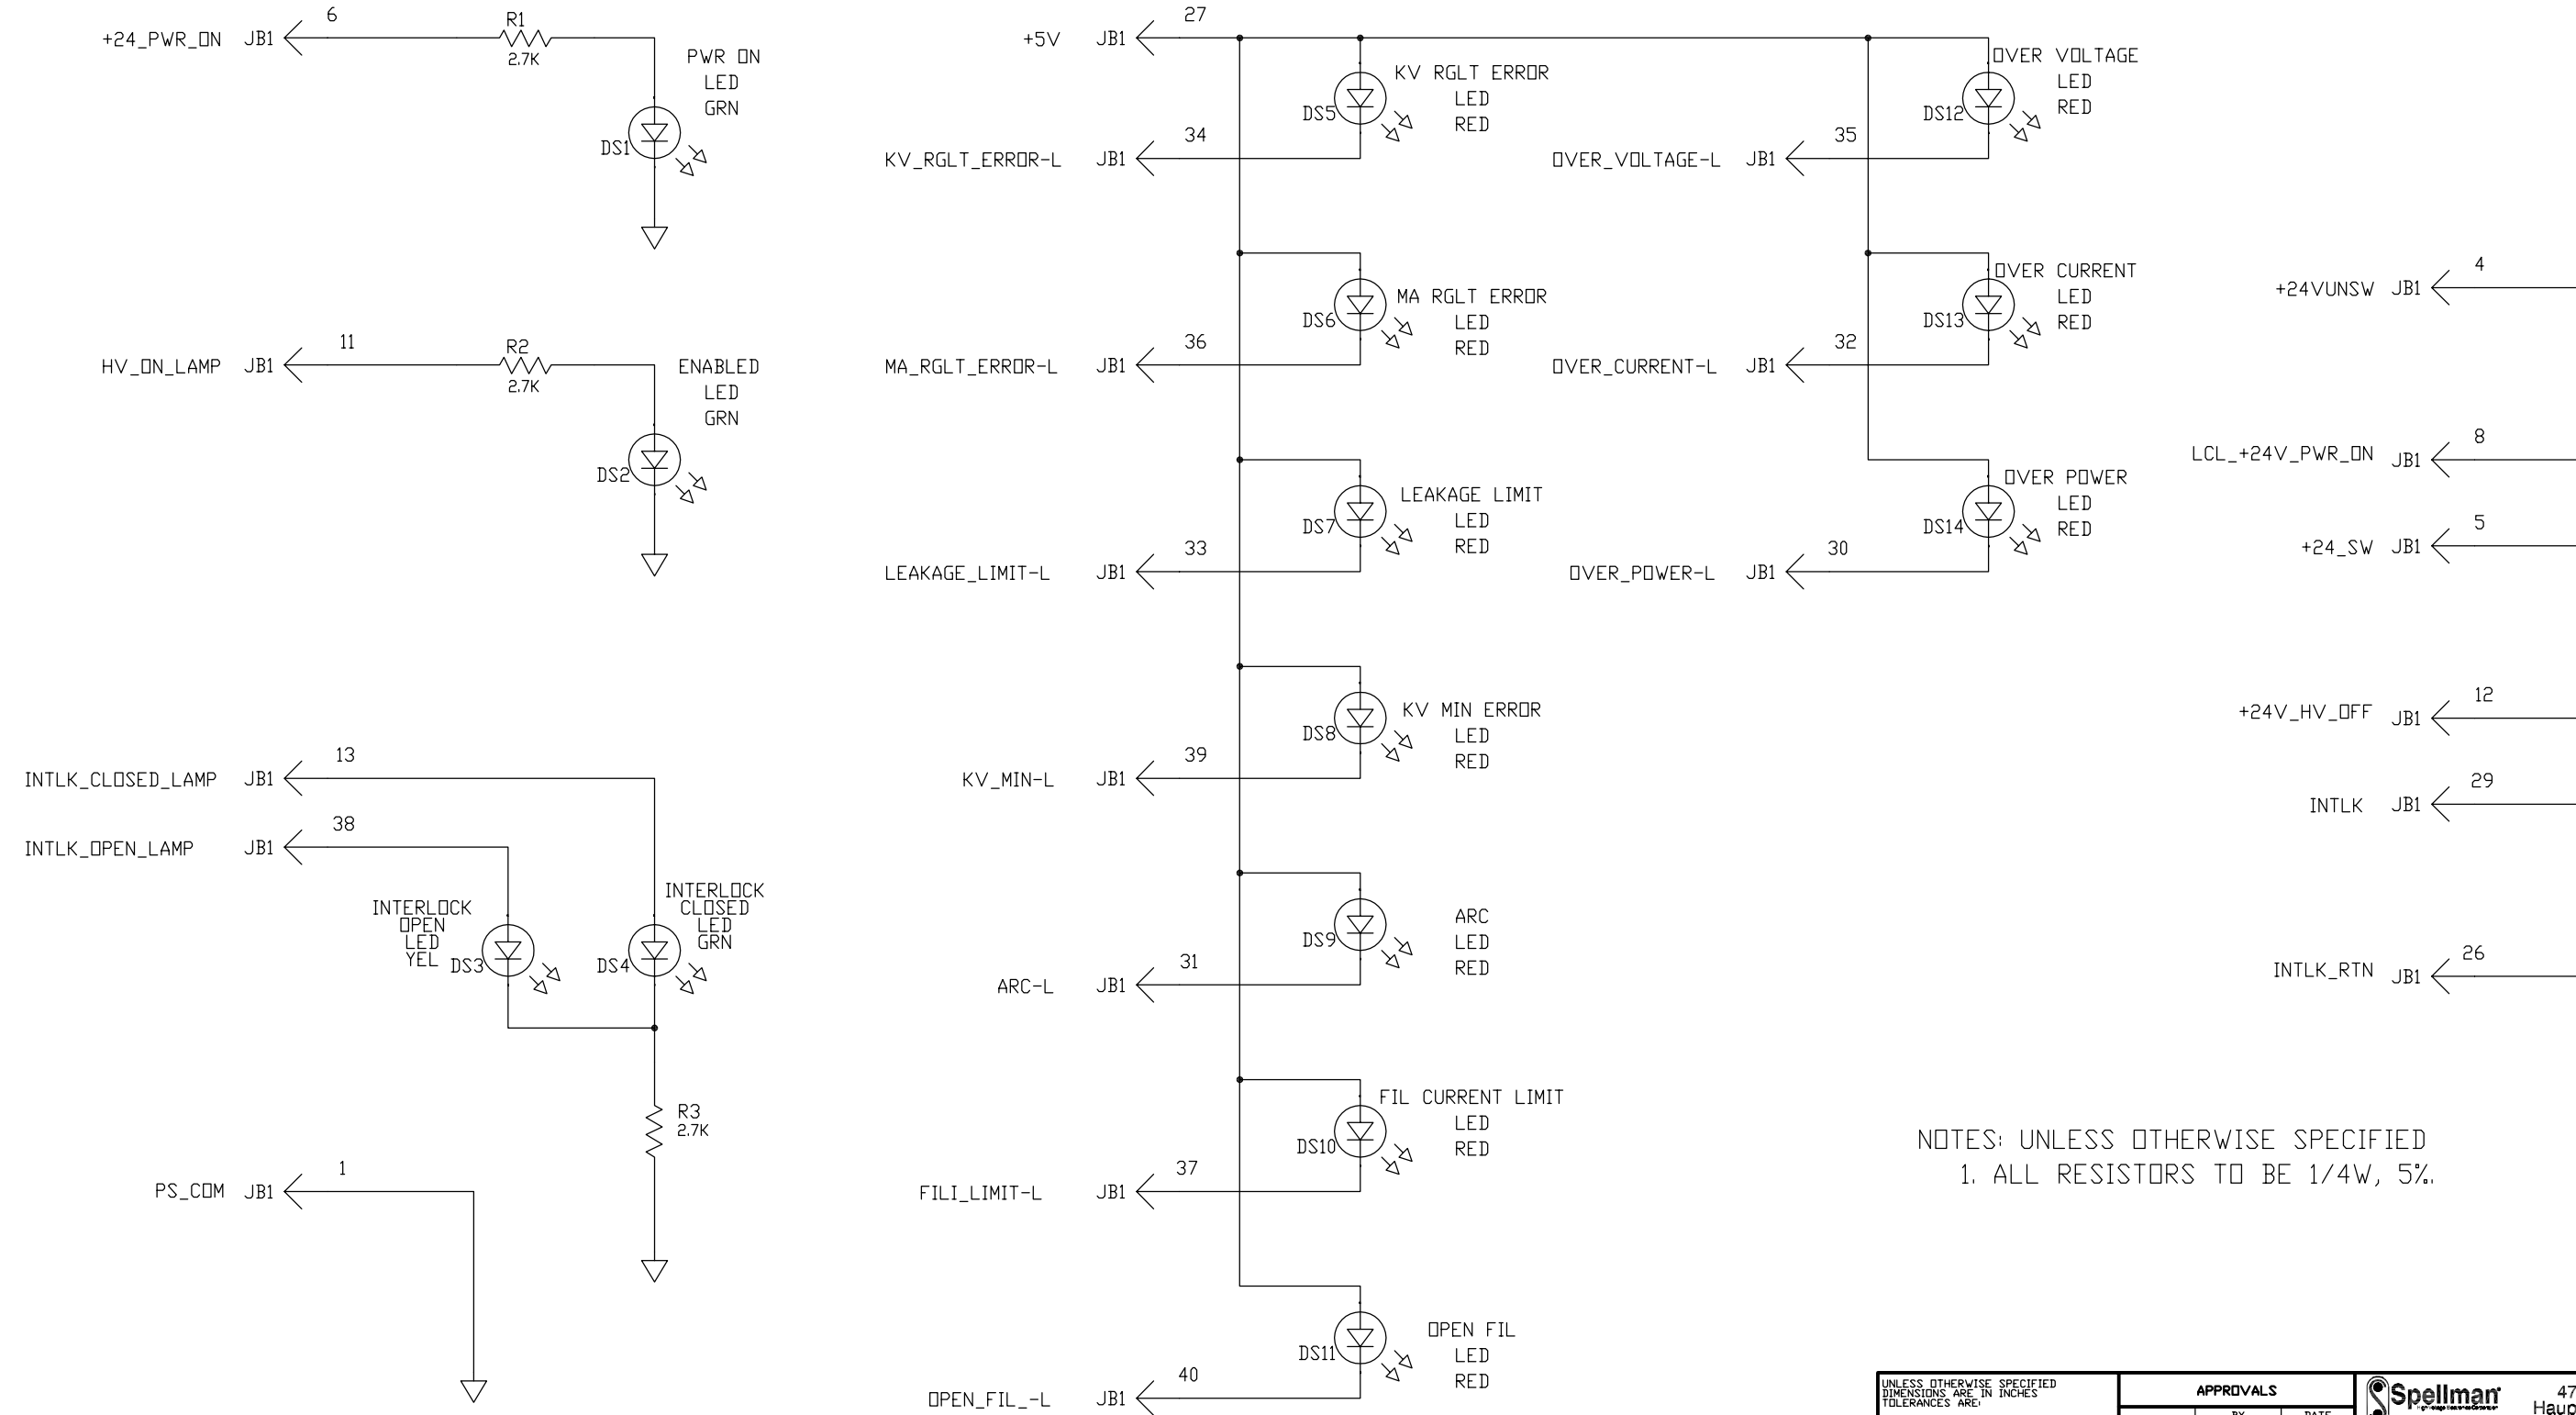 +24_PWR_ON JB1 6
R1
2.7K
PWR ON
LED
GRN
DS1
HV_ON_LAMP JB1 11
R2
2.7K
ENABLED
LED
GRN
DS2
INTLK_CLOSED_LAMP JB1 13
INTLK_OPEN_LAMP JB1 38
INTERLOCK
OPEN
LED
YEL
DS3
INTERLOCK
CLOSED
LED
GRN
DS4
R3
2.7K
PS_COM JB1 1
+5V JB1 27
KV RGLT ERROR
LED
RED
DS5
KV_RGLT_ERROR-L JB1 34
MA RGLT ERROR
LED
RED
DS6
MA_RGLT_ERROR-L JB1 36
LEAKAGE LIMIT
LED
RED
DS7
LEAKAGE_LIMIT-L JB1 33
KV MIN ERROR
LED
RED
DS8
KV_MIN-L JB1 39
ARC
LED
RED
DS9
ARC-L JB1 31
FIL CURRENT LIMIT
LED
RED
DS10
FILI_LIMIT-L JB1 37
OPEN FIL
LED
RED
DS11
OPEN_FIL_-L JB1 40
OVER VOLTAGE
LED
RED
DS12
OVER_VOLTAGE-L JB1 35
OVER CURRENT
LED
RED
DS13
OVER_CURRENT-L JB1 32
OVER POWER
LED
RED
DS14
OVER_POWER-L JB1 30
+24VUNSW JB1 4
LCL_+24V_PWR_ON JB1 8
+24_SW JB1 5
+24V_HV_OFF JB1 12
INTLK JB1 29
INTLK_RTN JB1 26
NOTES: UNLESS OTHERWISE SPECIFIED
1. ALL RESISTORS TO BE 1/4W, 5%.
UNLESS OTHERWISE SPECIFIED
DIMENSIONS ARE IN INCHES
TOLERANCES ARE:
APPROVALS
BY DATE
Spellman
47
Haup